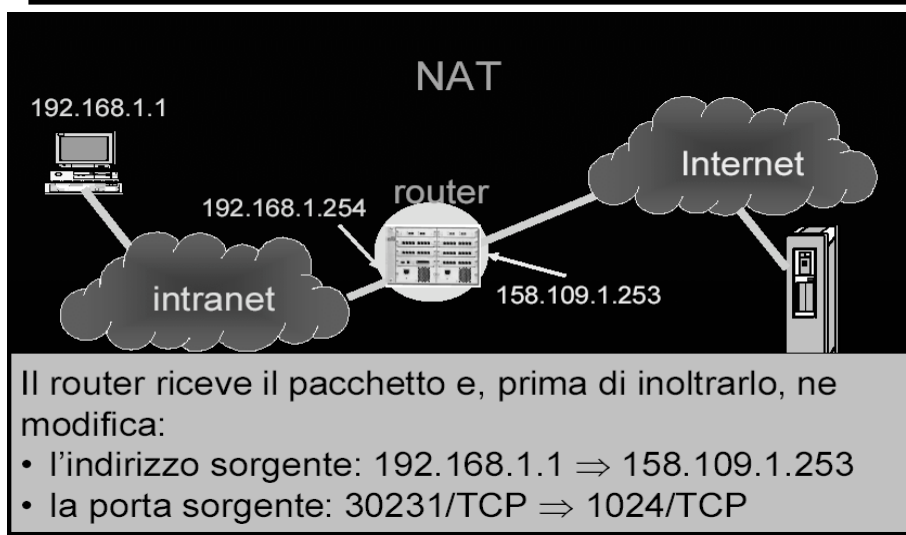 NAT
192.168.1.1
Internet
router
192.168.1.254
158.109.1.253
intranet
Il router riceve il pacchetto e, prima di inoltrarlo, ne
modifica:
• l'indirizzo sorgente: 192.168.1.1 ⇒ 158.109.1.253
• la porta sorgente: 30231/TCP ⇒ 1024/TCP